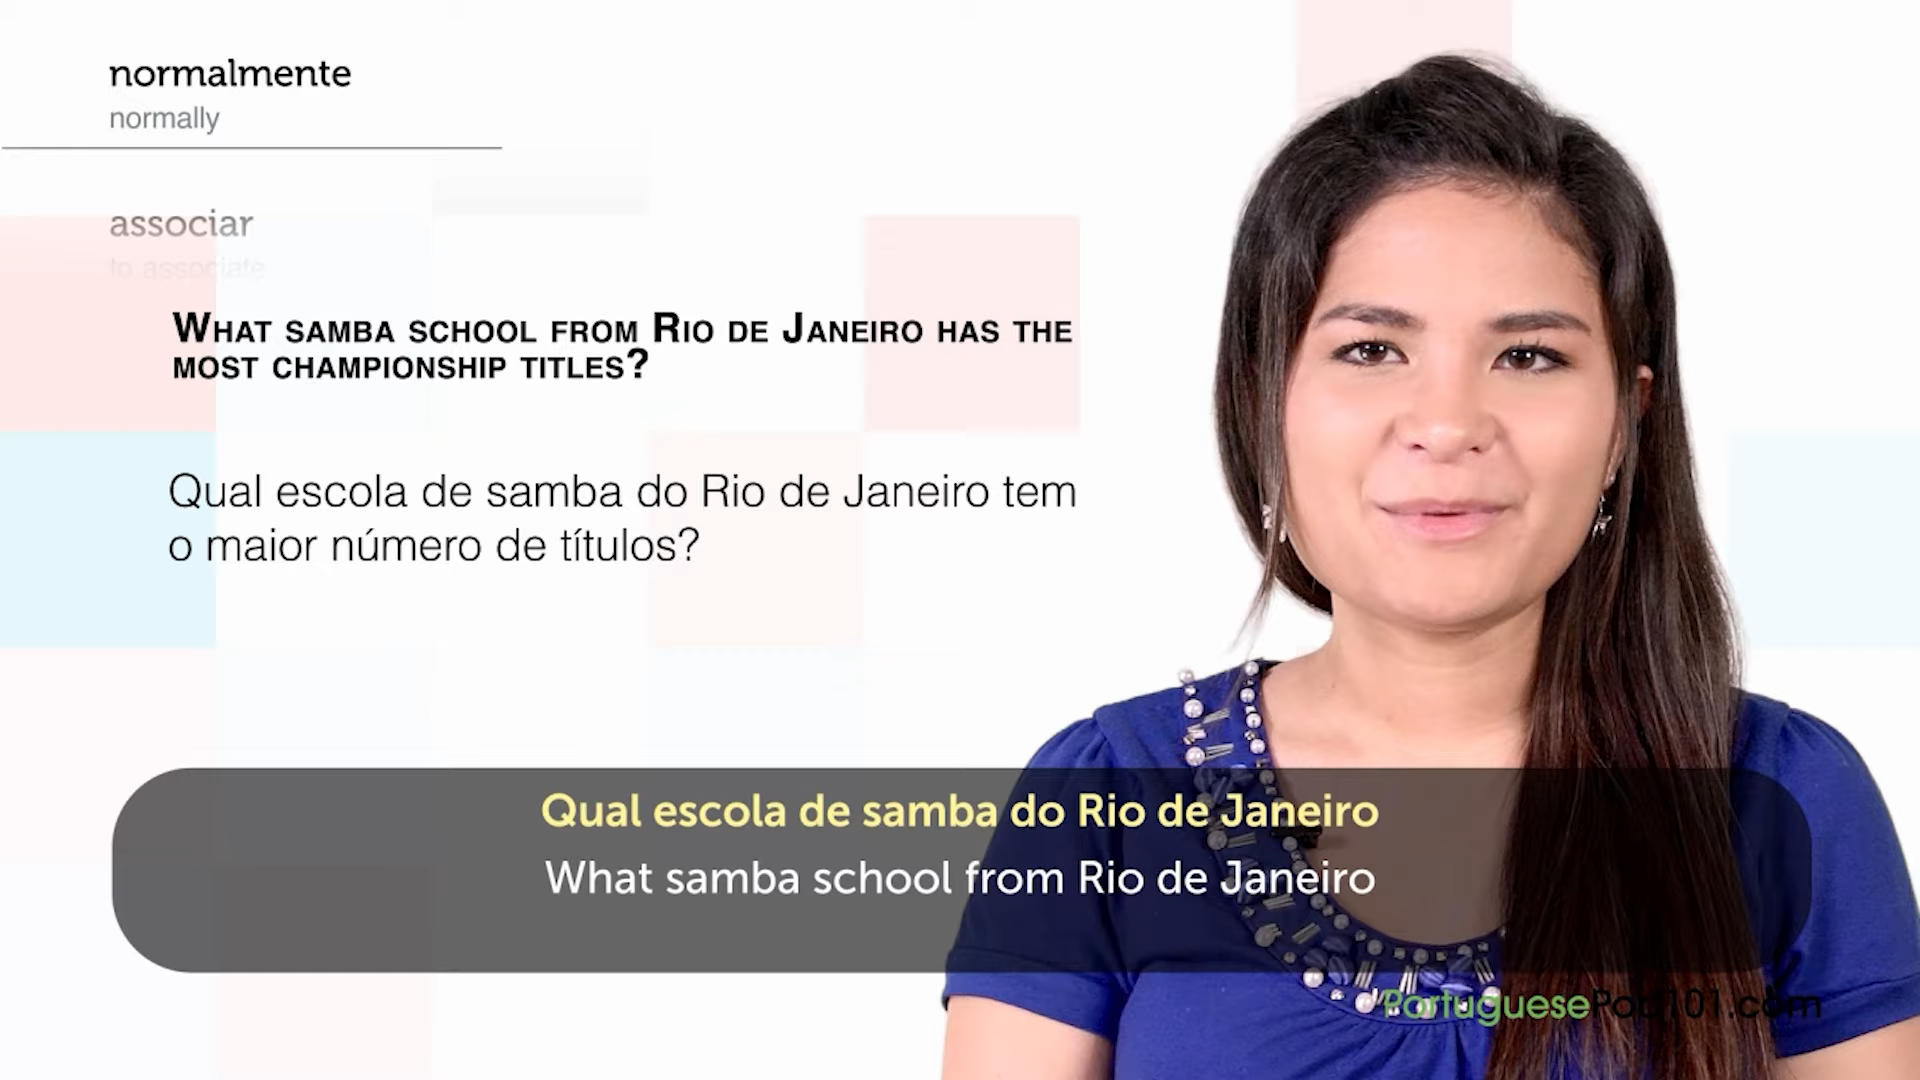 normalmente
normally
associar
to associate
What samba school from Rio de Janeiro has the
most championship titles?
Qual escola de samba do Rio de Janeiro tem
o maior número de títulos?
Qual escola de samba do Rio de Janeiro
What samba school from Rio de Janeiro
PortuguesePod101.com